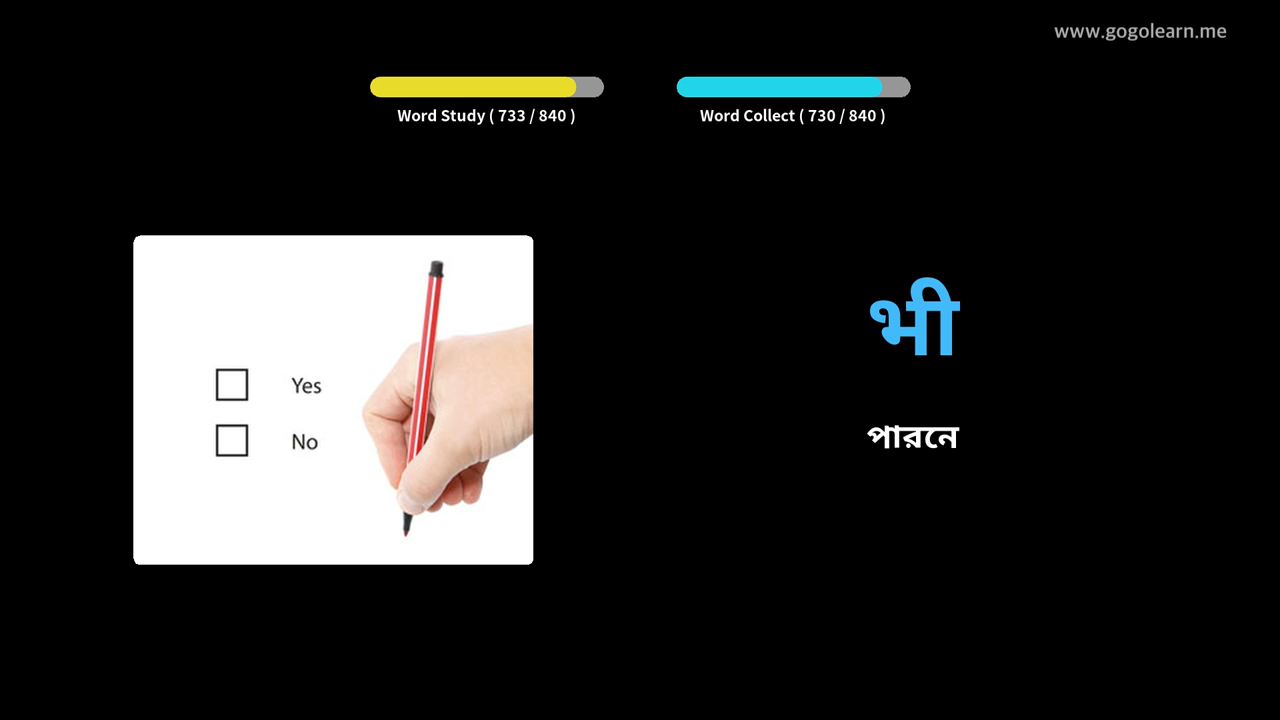 www.gogolearn.me
Word Study ( 733 / 840 )
Word Collect ( 730 / 840 )
Yes
No
भी
পারনে